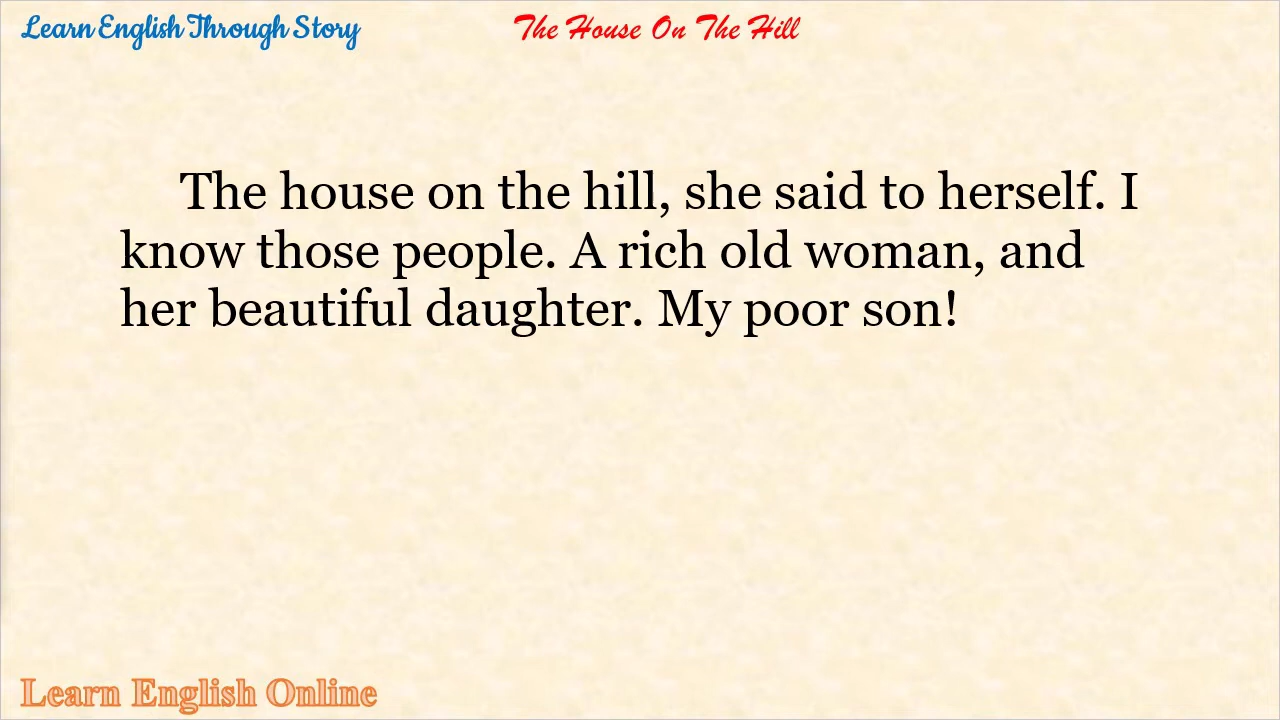 Learn English Through Story
The House On The Hill
The house on the hill, she said to herself. I
know those people. A rich old woman, and
her beautiful daughter. My poor son!
Learn English Online